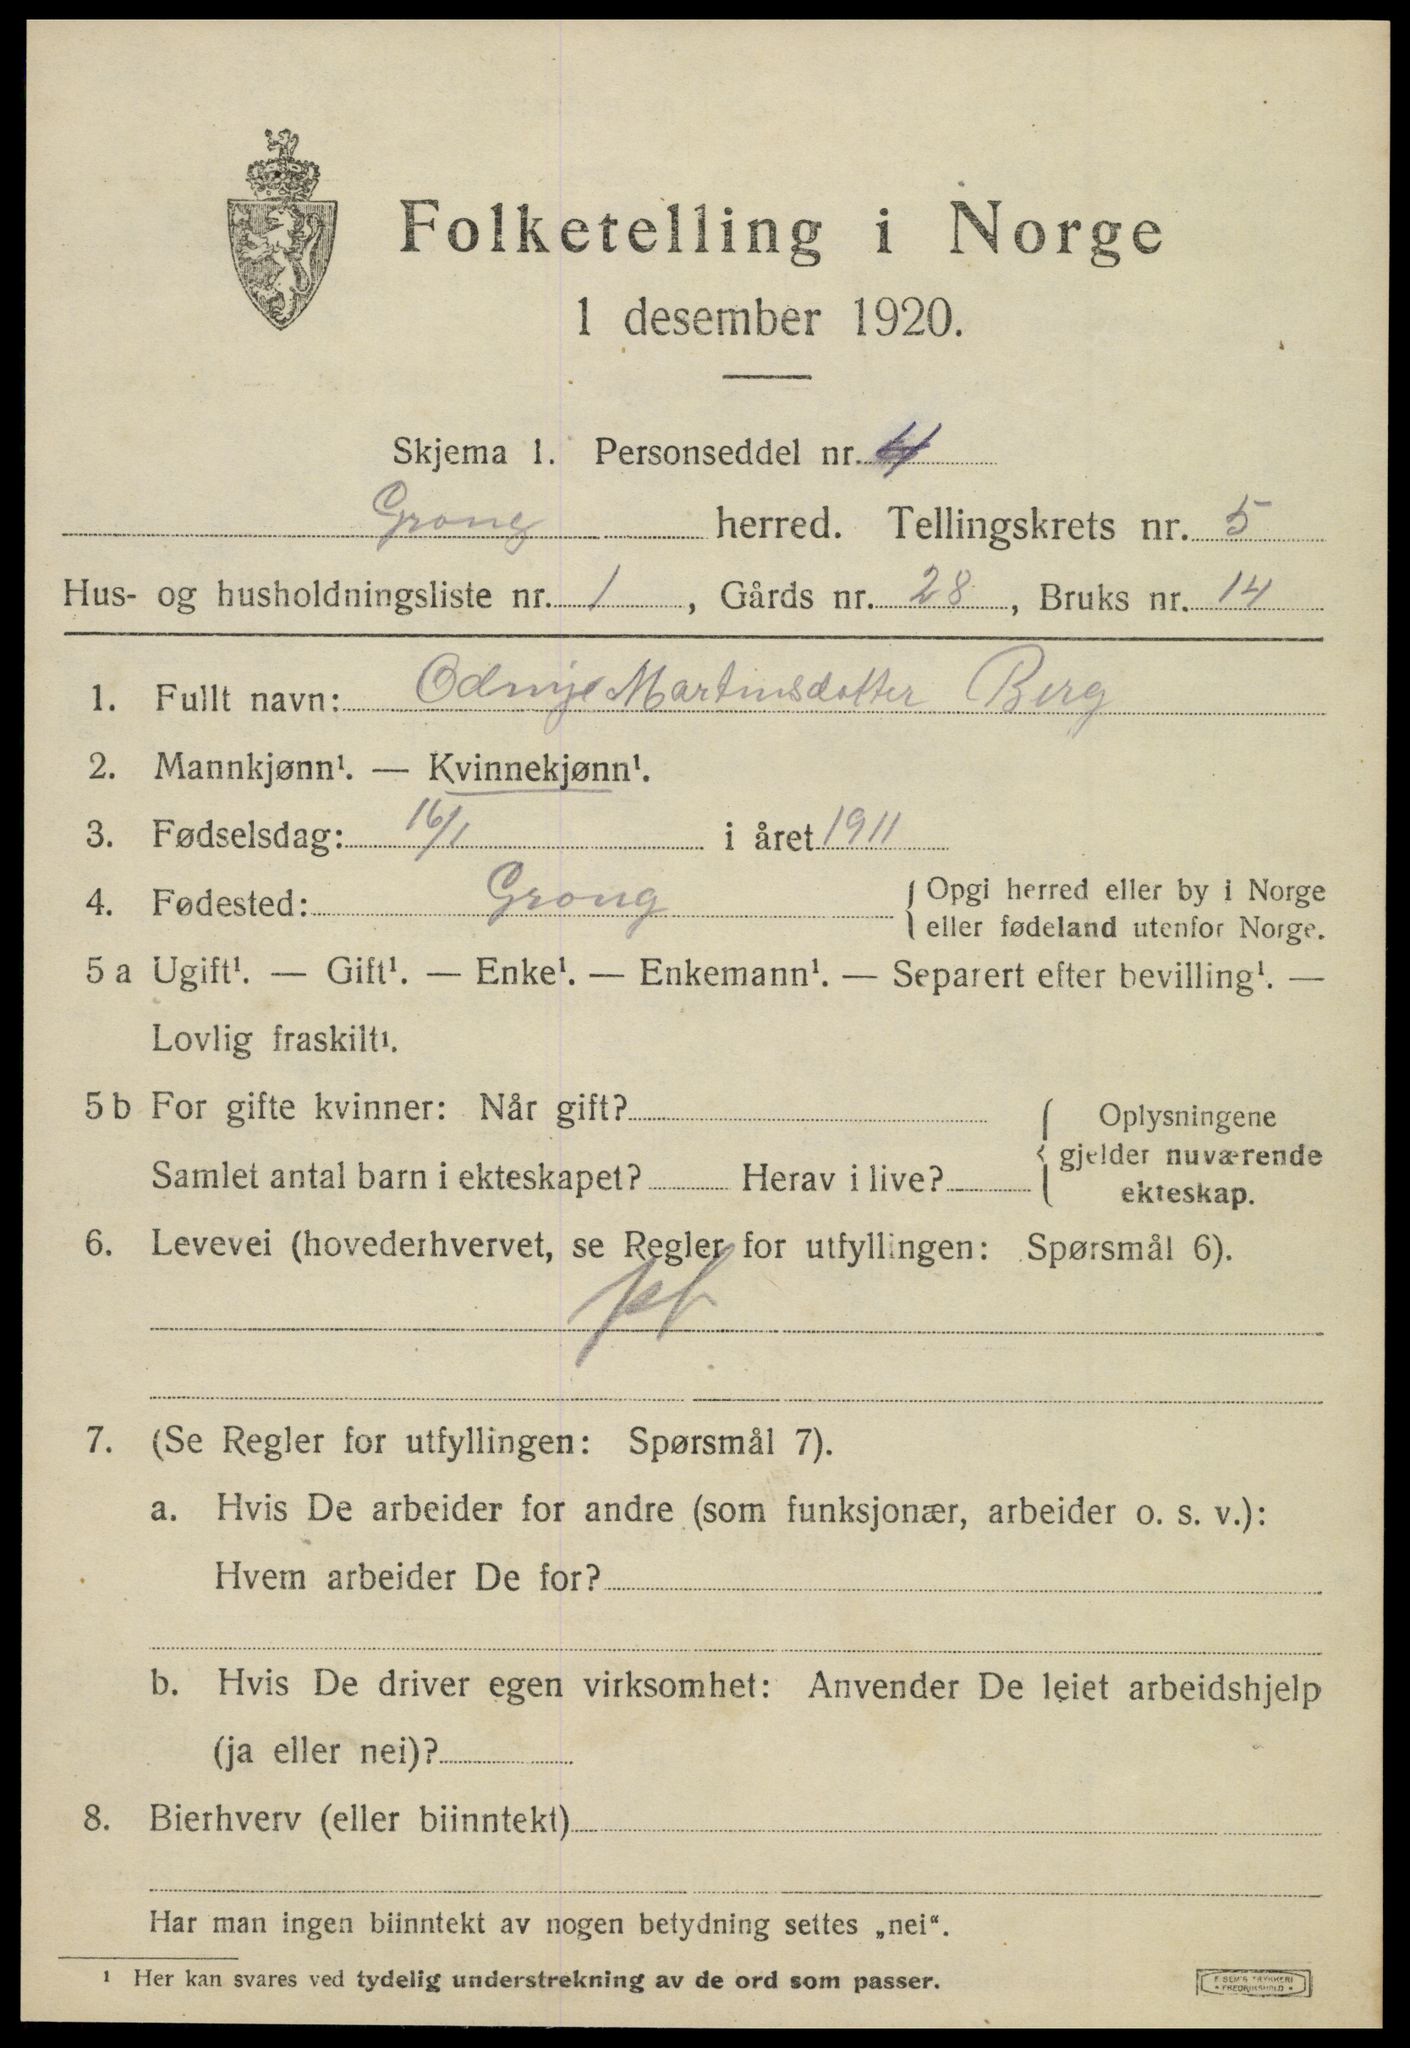 Folketelling i Norge
1 desember 1920.
Skjema 1. Personseddel nr. 4
Grong herred. Tellingskrets nr. 5
Hus- og husholdningsliste nr. 1, Gårds nr. 28, Bruks nr. 14
1. Fullt navn: Martinsdotter Berg
2. Mannkjønn¹. — Kvinnekjønn¹.
3. Fødselsdag: 16/1 i året 1911
4. Fødested: Grong { Opgi herred eller by i Norge
{ eller fødeland utenfor Norge.
5 a Ugift¹. — Gift¹. — Enke¹. — Enkemann¹. — Separert efter bevilling¹. —
Lovlig fraskilt¹.
5 b For gifte kvinner: Når gift? { Oplysningene
gjelder nuværende
Samlet antal barn i ekteskapet? Herav i live? ekteskap.
6. Levevei (hovederhvervet, se Regler for utfyllingen: Spørsmål 6).
7. (Se Regler for utfyllingen: Spørsmål 7).
a. Hvis De arbeider for andre (som funksjonær, arbeider o. s. v.):
Hvem arbeider De for?
b. Hvis De driver egen virksomhet: Anvender De leiet arbeidshjelp
(ja eller nei)?
8. Bierhverv (eller biinntekt)
Har man ingen biinntekt av nogen betydning settes „nei“.
¹ Her kan svares ved tydelig understrekning av de ord som passer.
E. SEM'S TRYKKERI
• FREDRIKSHALD •